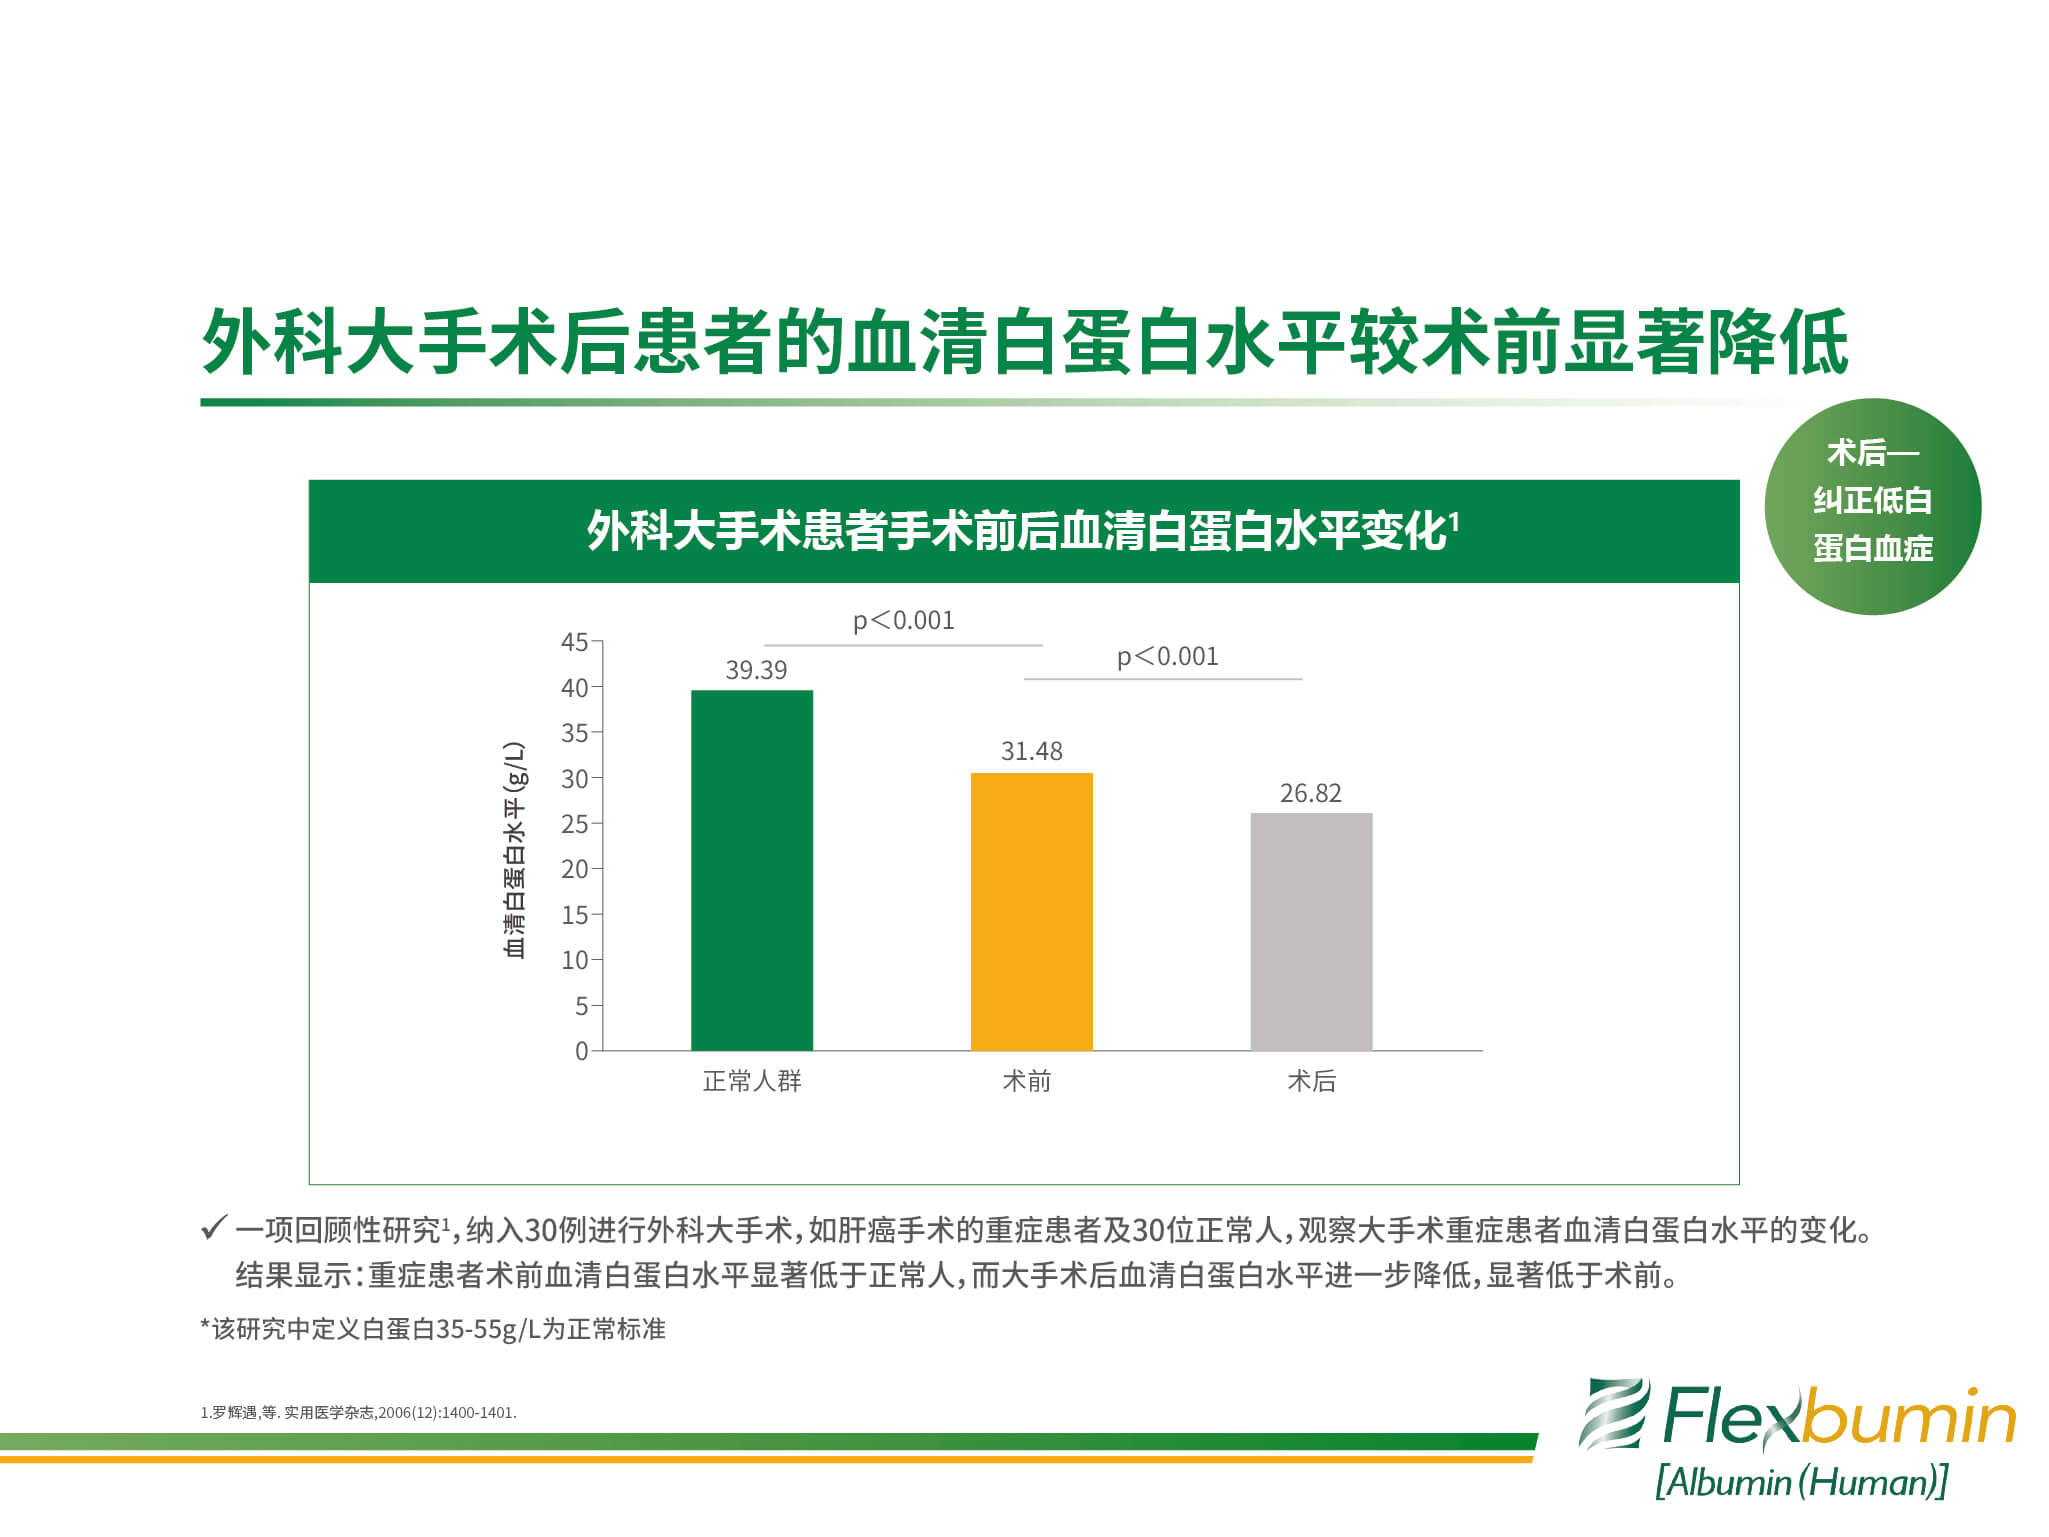 外科大手术后患者的血清白蛋白水平较术前显著降低
术后—
纠正低白
蛋白血症
外科大手术患者手术前后血清白蛋白水平变化¹
血清白蛋白水平(g/L)
45
40
35
30
25
20
15
10
5
0
p＜0.001
p＜0.001
39.39
31.48
26.82
正常人群
术前
术后
✓ 一项回顾性研究¹，纳入30例进行外科大手术，如肝癌手术的重症患者及30位正常人，观察大手术重症患者血清白蛋白水平的变化。
结果显示：重症患者术前血清白蛋白水平显著低于正常人，而大手术后血清白蛋白水平进一步降低，显著低于术前。
*该研究中定义白蛋白35-55g/L为正常标准
1.罗辉遇,等. 实用医学杂志,2006(12):1400-1401.
Flexbumin
[Albumin (Human)]